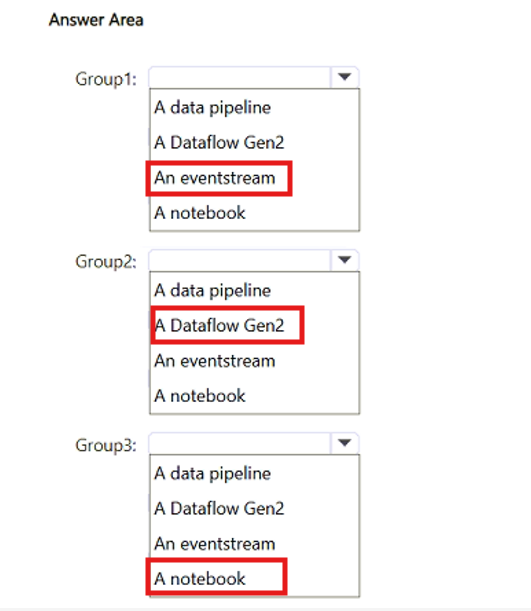 Answer Area
Group1:
A data pipeline
A Dataflow Gen2
An eventstream
A notebook
Group2:
A data pipeline
A Dataflow Gen2
An eventstream
A notebook
Group3:
A data pipeline
A Dataflow Gen2
An eventstream
A notebook